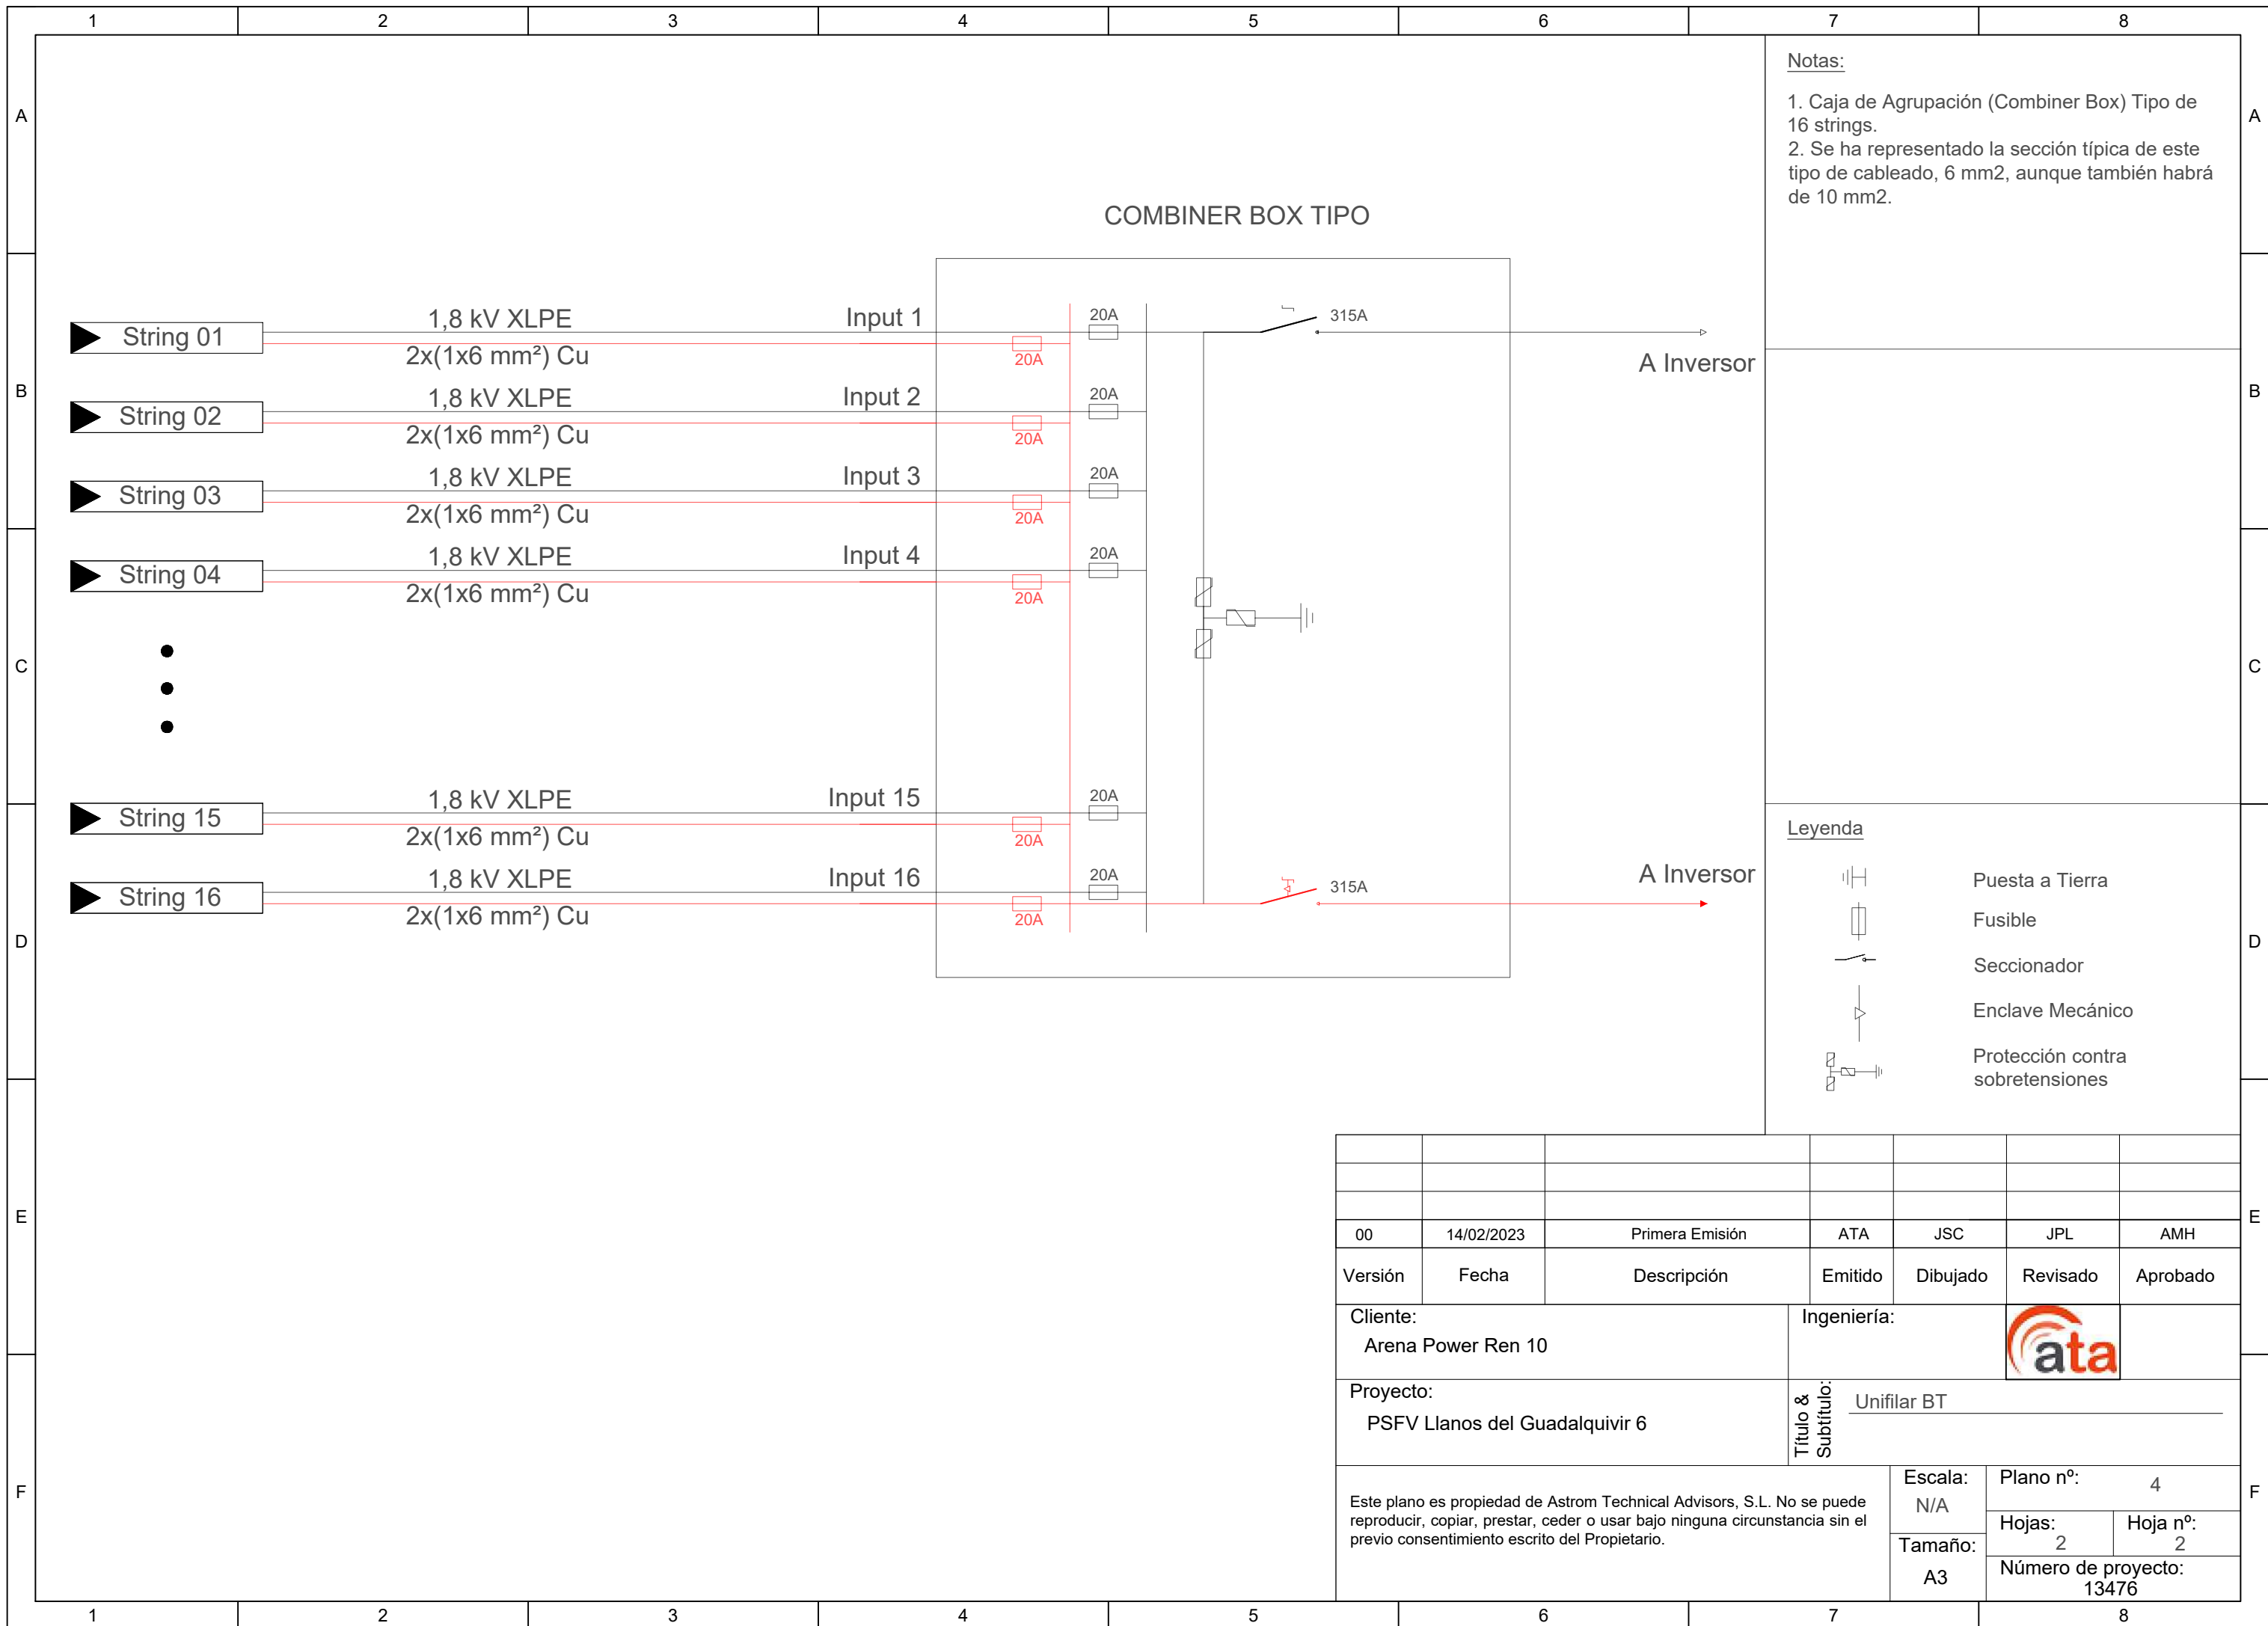 1 2 3 4 5 6 7 8
A
B
C
D
E
F
A
B
C
D
E
F
Notas:
1. Caja de Agrupación (Combiner Box) Tipo de
16 strings.
2. Se ha representado la sección típica de este
tipo de cableado, 6 mm2, aunque también habrá
de 10 mm2.
COMBINER BOX TIPO
String 01
1,8 kV XLPE
2x(1x6 mm²) Cu
Input 1
20A
20A
315A
A Inversor
String 02
1,8 kV XLPE
2x(1x6 mm²) Cu
Input 2
20A
20A
String 03
1,8 kV XLPE
2x(1x6 mm²) Cu
Input 3
20A
20A
String 04
1,8 kV XLPE
2x(1x6 mm²) Cu
Input 4
20A
20A
String 15
1,8 kV XLPE
2x(1x6 mm²) Cu
Input 15
20A
20A
String 16
1,8 kV XLPE
2x(1x6 mm²) Cu
Input 16
20A
20A
315A
A Inversor
Leyenda
Puesta a Tierra
Fusible
Seccionador
Enclave Mecánico
Protección contra
sobretensiones
00 14/02/2023 Primera Emisión ATA JSC JPL AMH
Versión Fecha Descripción Emitido Dibujado Revisado Aprobado
Cliente:
Arena Power Ren 10
Ingeniería:
ata
Proyecto:
PSFV Llanos del Guadalquivir 6
Título &
Subtítulo:
Unifilar BT
Este plano es propiedad de Astrom Technical Advisors, S.L. No se puede
reproducir, copiar, prestar, ceder o usar bajo ninguna circunstancia sin el
previo consentimiento escrito del Propietario.
Escala:
N/A
Tamaño:
A3
Plano nº:
4
Hojas:
2
Hoja nº:
2
Número de proyecto:
13476
1 2 3 4 5 6 7 8